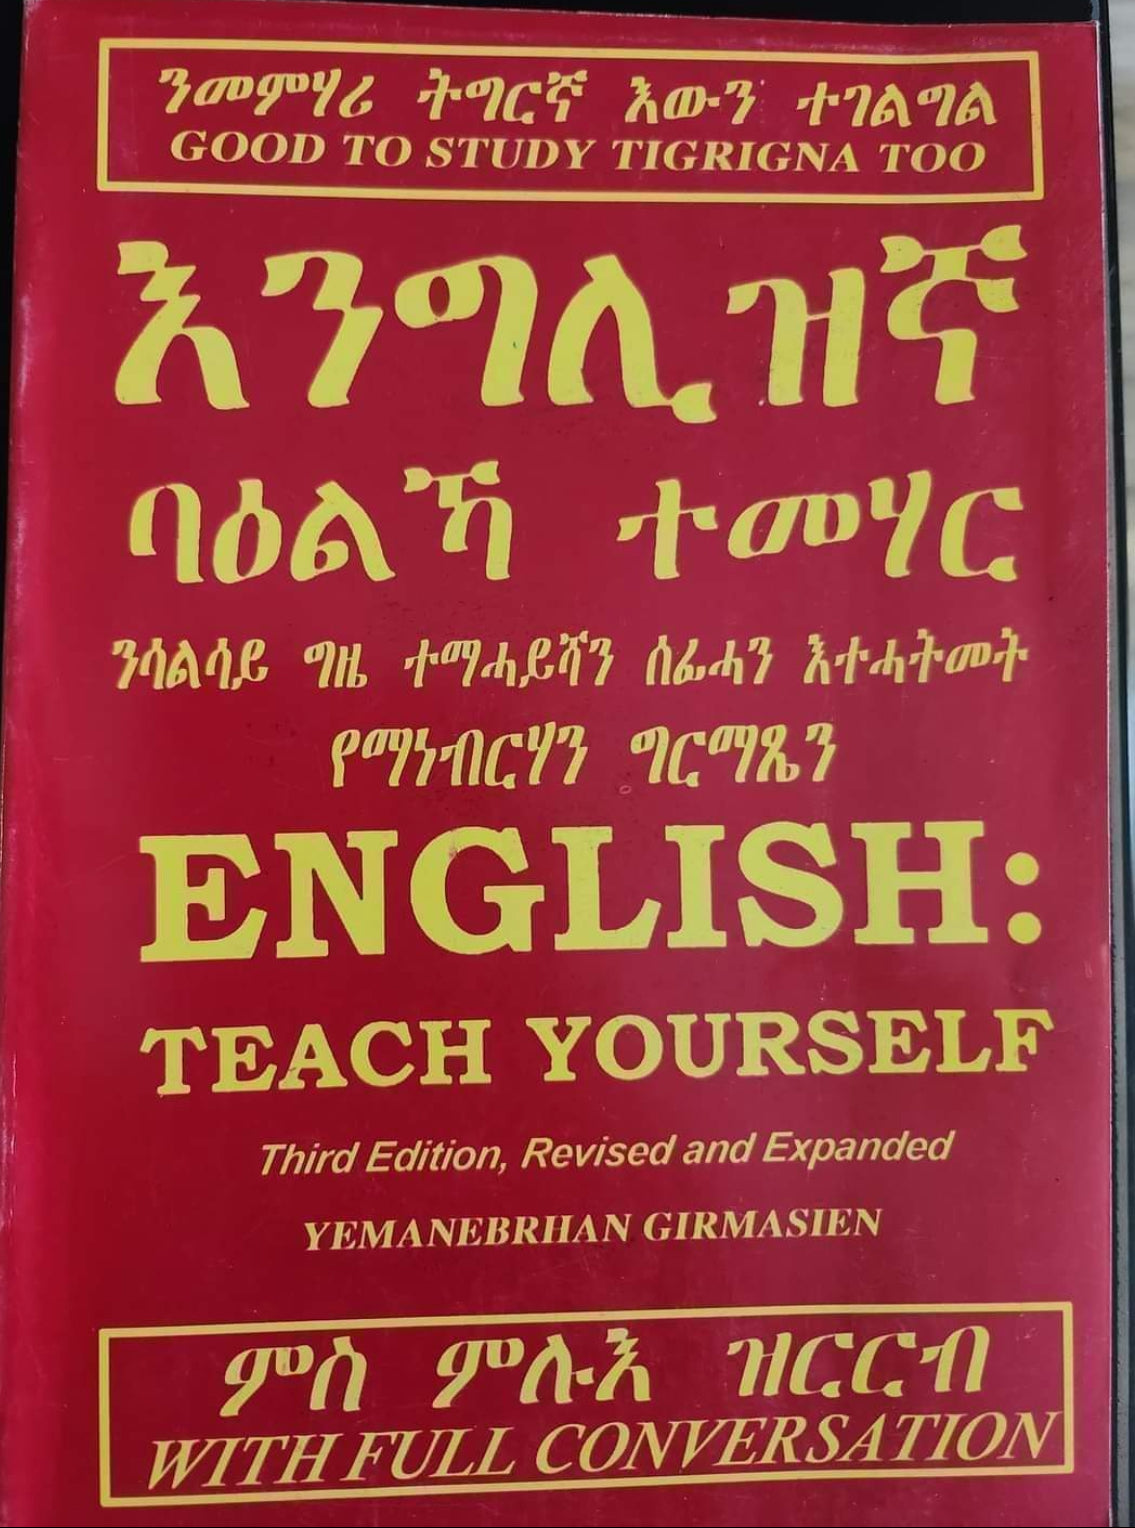 ንመምሃሪ ትግርኛ እውን ተገልግል
GOOD TO STUDY TIGRIGNA TOO
እንግሊዝኛ
ባዕልኻ ተመሃር
ንሳልሳይ ግዜ ተማሓይሻን ሰፊሓን እተሓትመት
የማነብርሃን ግርማጼን
ENGLISH:
TEACH YOURSELF
Third Edition, Revised and Expanded
YEMANEBRHAN GIRMASIEN
ምስ ምሉእ ዝርርብ
WITH FULL CONVERSATION